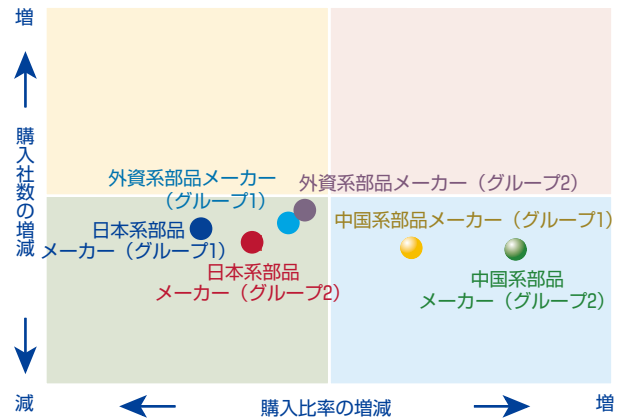 増
購入社数の増減
外資系部品メーカー
(グループ1)
外資系部品メーカー(グループ2)
日本系部品
メーカー(グループ1)
中国系部品メーカー(グループ1)
日本系部品
メーカー(グループ2)
中国系部品
メーカー(グループ2)
減
購入比率の増減
増